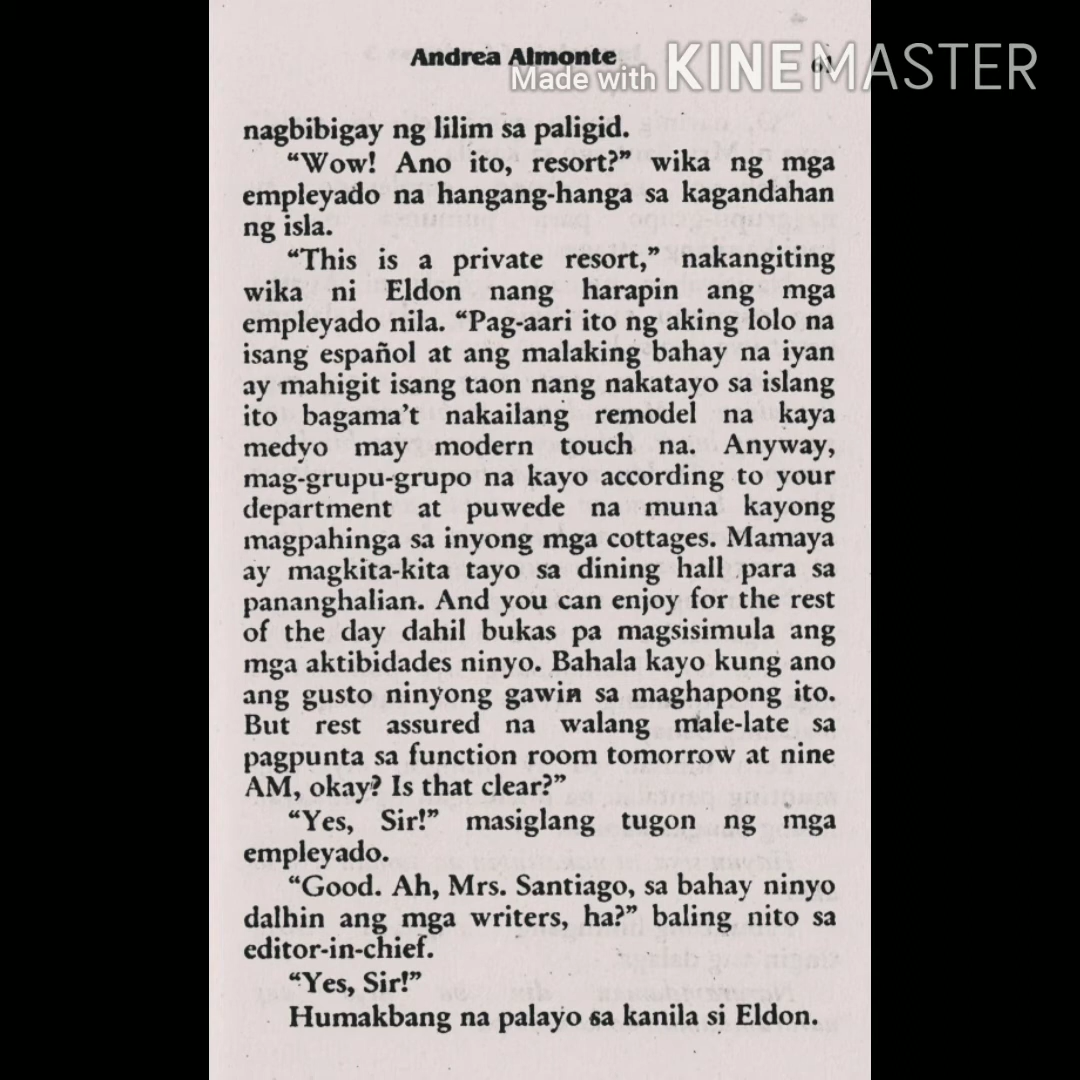 Andrea Almonte
Made with KINEMASTER
nagbibigay ng lilim sa paligid.
“Wow! Ano ito, resort?” wika ng mga
empleyado na hangang-hanga sa kagandahan
ng isla.
“This is a private resort,” nakangiting
wika ni Eldon nang harapin ang mga
empleyado nila. “Pag-aari ito ng aking lolo na
isang español at ang malaking bahay na iyan
ay mahigit isang taon nang nakatayo sa islang
ito bagama’t nakailang remodel na kaya
medyo may modern touch na. Anyway,
mag-grupu-grupo na kayo according to your
department at puwede na muna kayong
magpahinga sa inyong mga cottages. Mamaya
ay magkita-kita tayo sa dining hall para sa
pananghalian. And you can enjoy for the rest
of the day dahil bukas pa magsisimula ang
mga aktibidades ninyo. Bahala kayo kung ano
ang gusto ninyong gawin sa maghapong ito.
But rest assured na walang male-late sa
pagpunta sa function room tomorrow at nine
AM, okay? Is that clear?”
“Yes, Sir!” masiglang tugon ng mga
empleyado.
“Good. Ah, Mrs. Santiago, sa bahay ninyo
dalhin ang mga writers, ha?” baling nito sa
editor-in-chief.
“Yes, Sir!”
Humakbang na palayo sa kanila si Eldon.